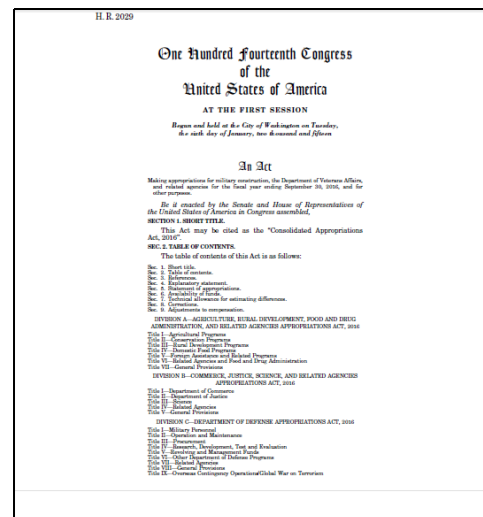 H. R. 2029
One Hundred Fourteenth Congress
of the
United States of America
AT THE FIRST SESSION
Begun and held at the City of Washington on Tuesday,
the sixth day of January, two thousand and fifteen
An Act
Making appropriations for military construction, the Department of Veterans Affairs,
and related agencies for the fiscal year ending September 30, 2016, and for
other purposes.
Be it enacted by the Senate and House of Representatives of
the United States of America in Congress assembled,
SECTION 1. SHORT TITLE.
This Act may be cited as the “Consolidated Appropriations
Act, 2016”.
SEC. 2. TABLE OF CONTENTS.
The table of contents of this Act is as follows:
Sec. 1. Short title.
Sec. 2. Table of contents.
Sec. 3. References.
Sec. 4. Explanatory statement.
Sec. 5. Statement of appropriations.
Sec. 6. Availability of funds.
Sec. 7. Technical allowance for estimating differences.
Sec. 8. Corrections.
Sec. 9. Adjustments to compensation.
DIVISION A—AGRICULTURE, RURAL DEVELOPMENT, FOOD AND DRUG
ADMINISTRATION, AND RELATED AGENCIES APPROPRIATIONS ACT, 2016
Title I—Agricultural Programs
Title II—Conservation Programs
Title III—Rural Development Programs
Title IV—Domestic Food Programs
Title V—Foreign Assistance and Related Programs
Title VI—Related Agencies and Food and Drug Administration
Title VII—General Provisions
DIVISION B—COMMERCE, JUSTICE, SCIENCE, AND RELATED AGENCIES
APPROPRIATIONS ACT, 2016
Title I—Department of Commerce
Title II—Department of Justice
Title III—Science
Title IV—Related Agencies
Title V—General Provisions
DIVISION C—DEPARTMENT OF DEFENSE APPROPRIATIONS ACT, 2016
Title I—Military Personnel
Title II—Operation and Maintenance
Title III—Procurement
Title IV—Research, Development, Test and Evaluation
Title V—Revolving and Management Funds
Title VI—Other Department of Defense Programs
Title VII—Related Agencies
Title VIII—General Provisions
Title IX—Overseas Contingency Operations/Global War on Terrorism